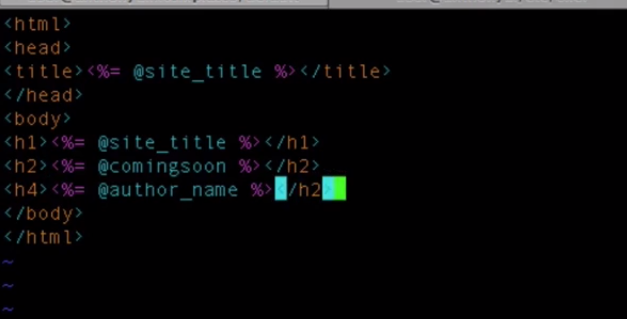 <html>
<head>
<title><%= @site_title %></title>
</head>
<body>
<h1><%= @site_title %></h1>
<h2><%= @comingsoon %></h2>
<h4><%= @author_name %></h2>
</body>
</html>
~
~
~